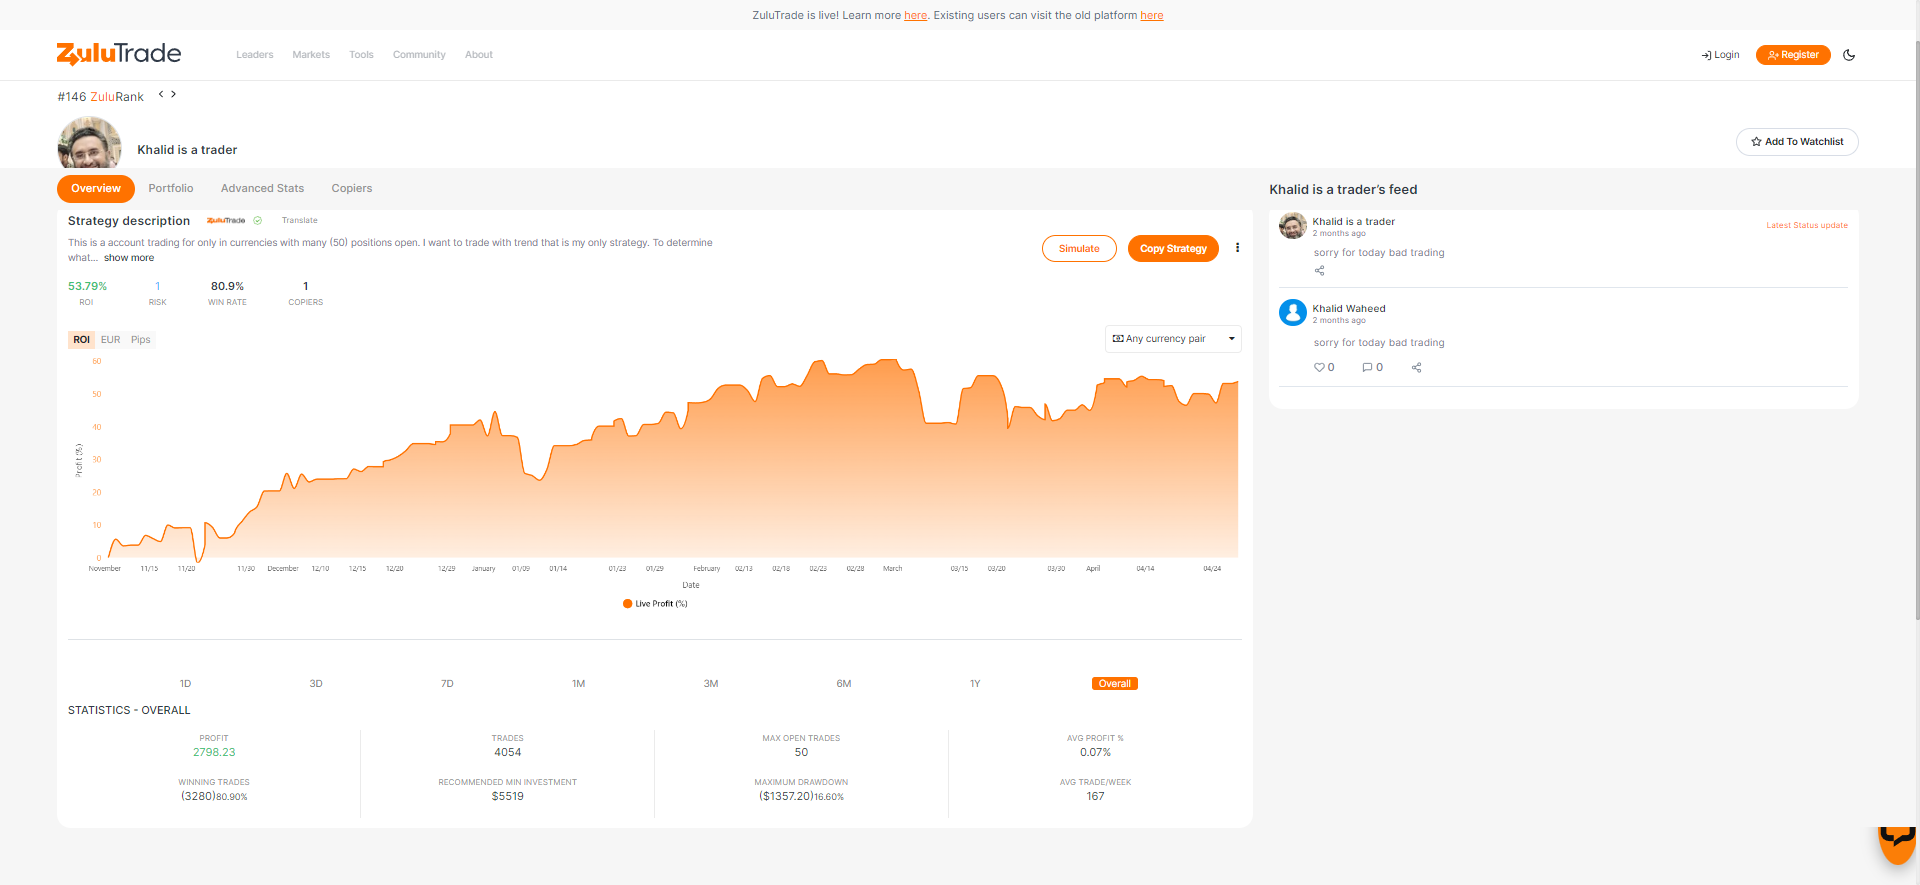 ZuluTrade is live! Learn more here. Existing users can visit the old platform here
ZuluTrade
Leaders
Markets
Tools
Community
About
Login
Register
#146 ZuluRank
Khalid is a trader
Add To Watchlist
Overview
Portfolio
Advanced Stats
Copiers
Strategy description
ZuluTrade
Translate
This is a account trading for only in currencies with many (50) positions open. I want to trade with trend that is my only strategy. To determine
what... show more
Simulate
Copy Strategy
53.79%
ROI
1
RISK
80.9%
WIN RATE
1
COPIERS
ROI
EUR
Pips
Any currency pair
60
50
40
30
20
10
0
Profit (%)
November
11/15
11/20
11/30
December
12/10
12/15
12/20
12/29
January
01/09
01/14
01/23
01/29
February
02/13
02/18
02/23
02/28
March
03/15
03/20
03/30
April
04/14
04/24
Date
Live Profit (%)
1D
3D
7D
1M
3M
6M
1Y
Overall
STATISTICS - OVERALL
PROFIT
2798.23
TRADES
4054
MAX OPEN TRADES
50
AVG PROFIT %
0.07%
WINNING TRADES
(3280)80.90%
RECOMMENDED MIN INVESTMENT
$5519
MAXIMUM DRAWDOWN
($1357.20)16.60%
AVG TRADE/WEEK
167
Khalid is a trader's feed
Khalid is a trader
2 months ago
Latest Status update
sorry for today bad trading
Khalid Waheed
2 months ago
sorry for today bad trading
0
0